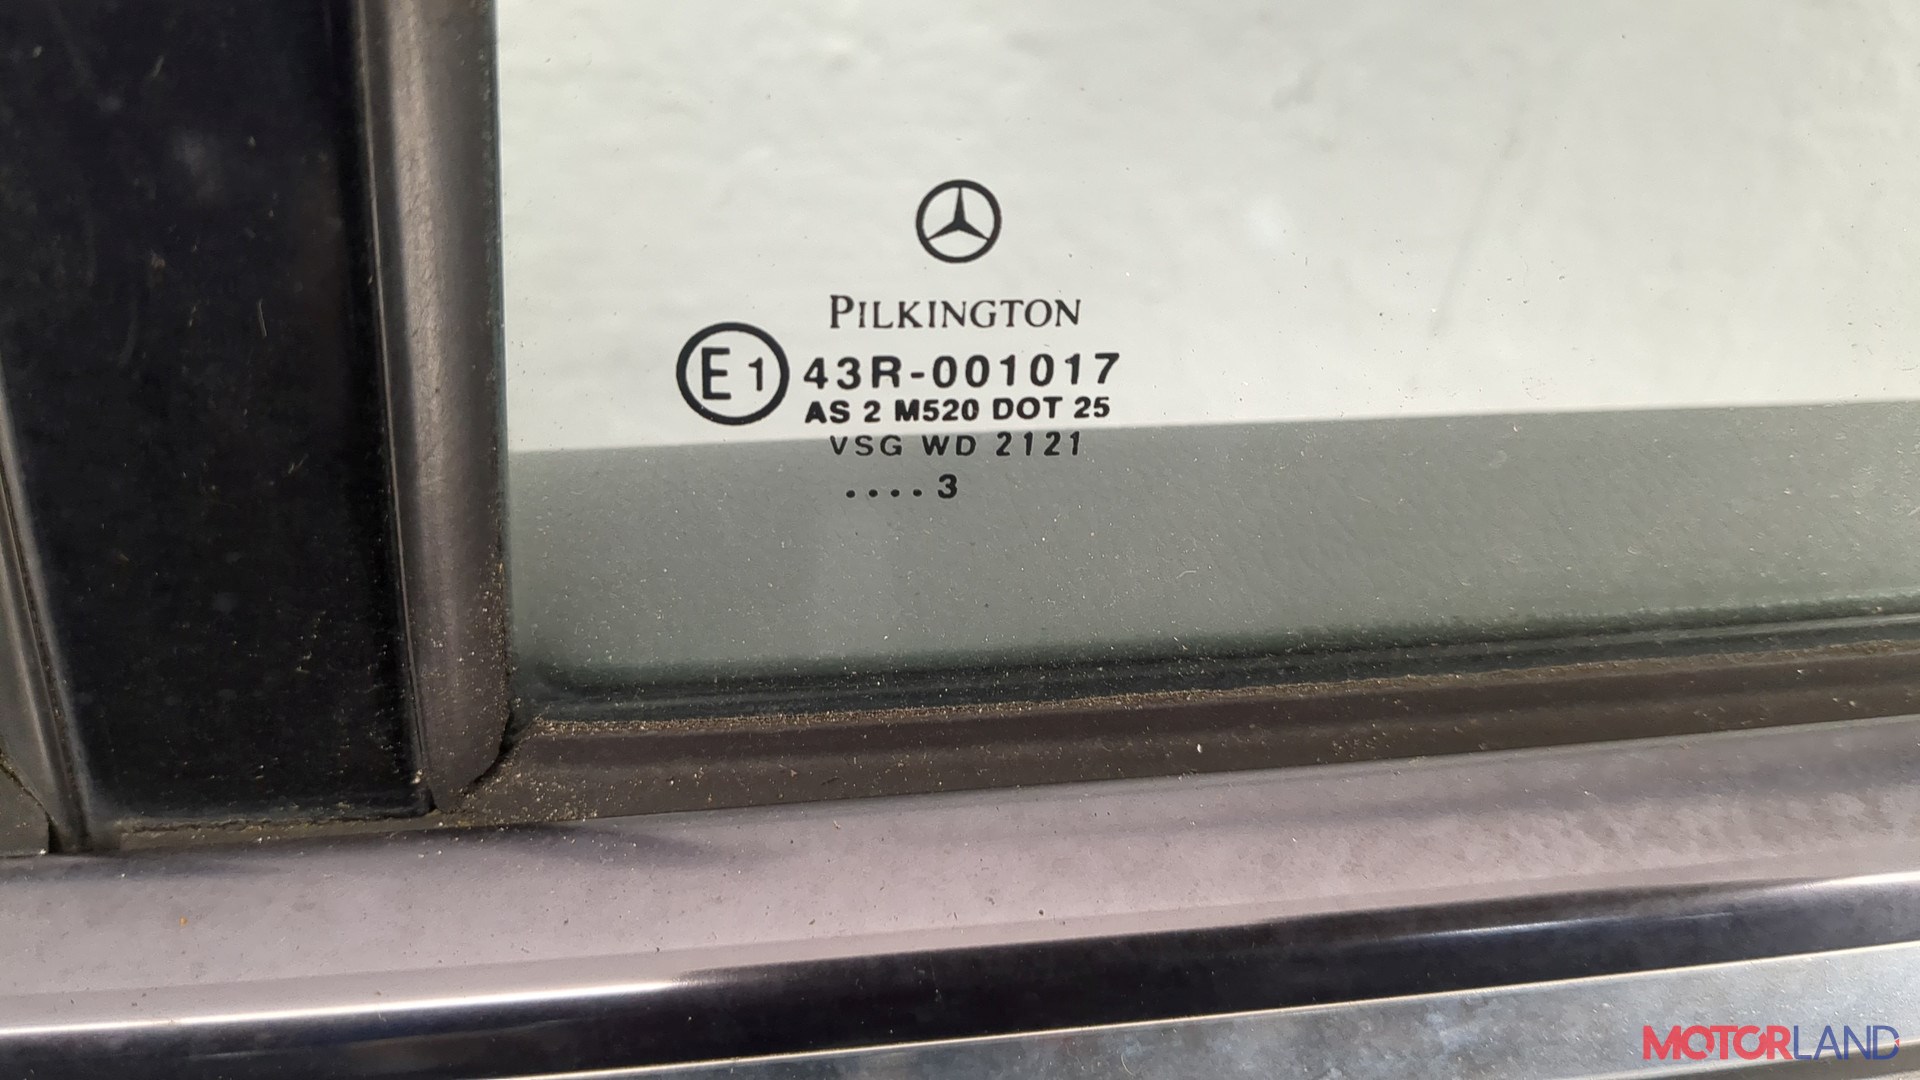 PILKINGTON
E1 43R-001017
AS 2 M520 DOT 25
VSG WD 2121
....3
MOTORLAND